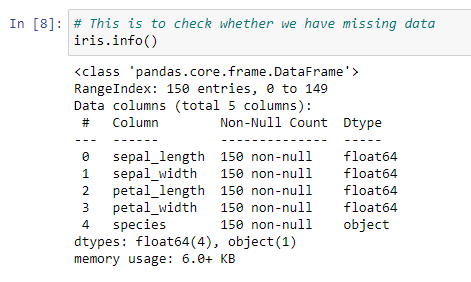 In [8]: # This is to check whether we have missing data
iris.info()
<class 'pandas.core.frame.DataFrame'>
RangeIndex: 150 entries, 0 to 149
Data columns (total 5 columns):
 #   Column        Non-Null Count  Dtype
---  ------        --------------  -----
 0   sepal_length  150 non-null    float64
 1   sepal_width   150 non-null    float64
 2   petal_length  150 non-null    float64
 3   petal_width   150 non-null    float64
 4   species       150 non-null    object
dtypes: float64(4), object(1)
memory usage: 6.0+ KB